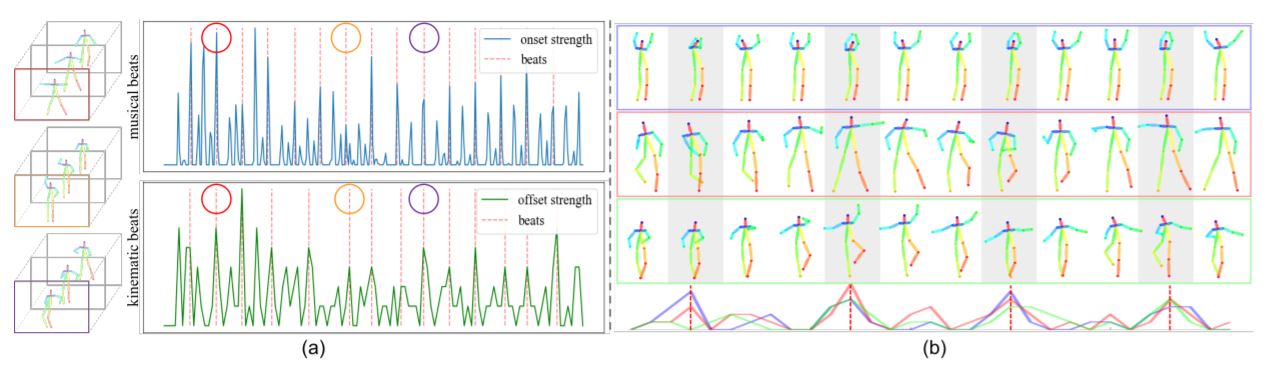 musical beats
onset strength
beats
kinematic beats
offset strength
beats
(a)
(b)